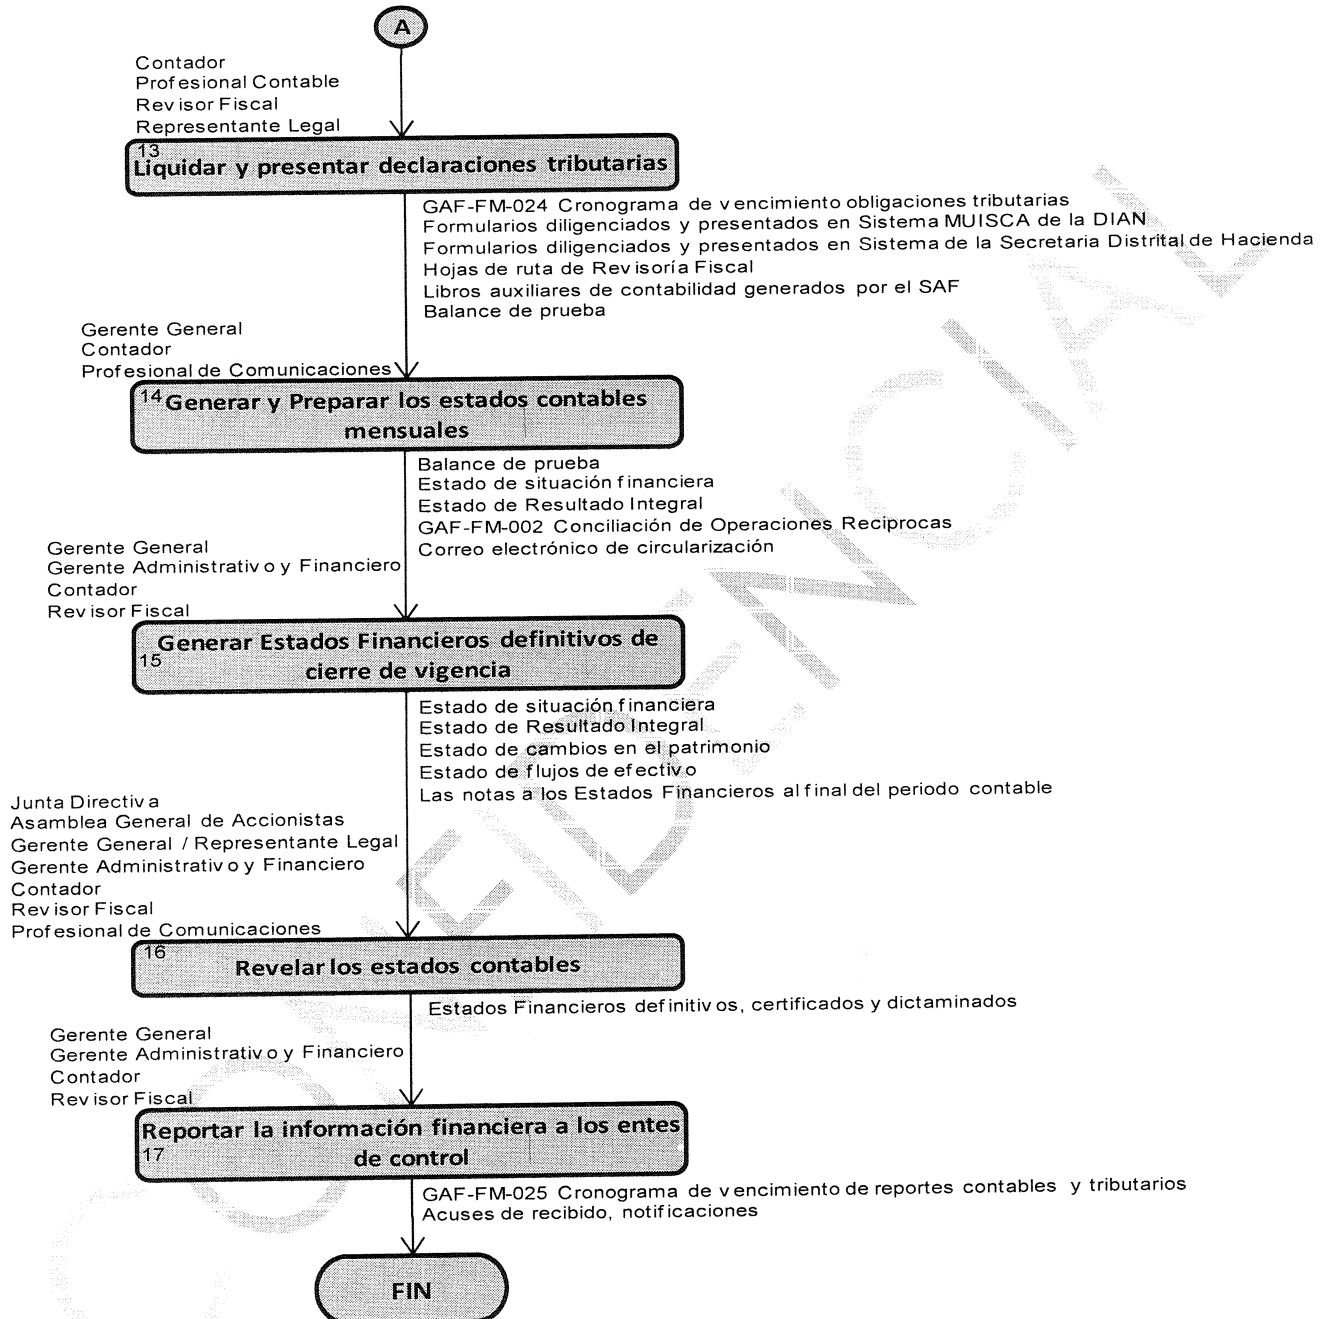 A
Contador
Profesional Contable
Revisor Fiscal
Representante Legal
13
Liquidar y presentar declaraciones tributarias
GAF-FM-024 Cronograma de vencimiento obligaciones tributarias
Formularios diligenciados y presentados en Sistema MUISCA de la DIAN
Formularios diligenciados y presentados en Sistema de la Secretaria Distrital de Hacienda
Hojas de ruta de Revisoría Fiscal
Libros auxiliares de contabilidad generados por el SAF
Balance de prueba
Gerente General
Contador
Profesional de Comunicaciones
14 Generar y Preparar los estados contables
mensuales
Balance de prueba
Estado de situación financiera
Estado de Resultado Integral
GAF-FM-002 Conciliación de Operaciones Reciprocas
Correo electrónico de circularización
Gerente General
Gerente Administrativo y Financiero
Contador
Revisor Fiscal
Generar Estados Financieros definitivos de
15 cierre de vigencia
Estado de situación financiera
Estado de Resultado Integral
Estado de cambios en el patrimonio
Estado de flujos de efectivo
Las notas a los Estados Financieros al final del periodo contable
Junta Directiva
Asamblea General de Accionistas
Gerente General / Representante Legal
Gerente Administrativo y Financiero
Contador
Revisor Fiscal
Profesional de Comunicaciones
16
Revelar los estados contables
Estados Financieros definitivos, certificados y dictaminados
Gerente General
Gerente Administrativo y Financiero
Contador
Revisor Fiscal
Reportar la información financiera a los entes
17 de control
GAF-FM-025 Cronograma de vencimiento de reportes contables y tributarios
Acuses de recibido, notificaciones
FIN
CONFIDENCIAL